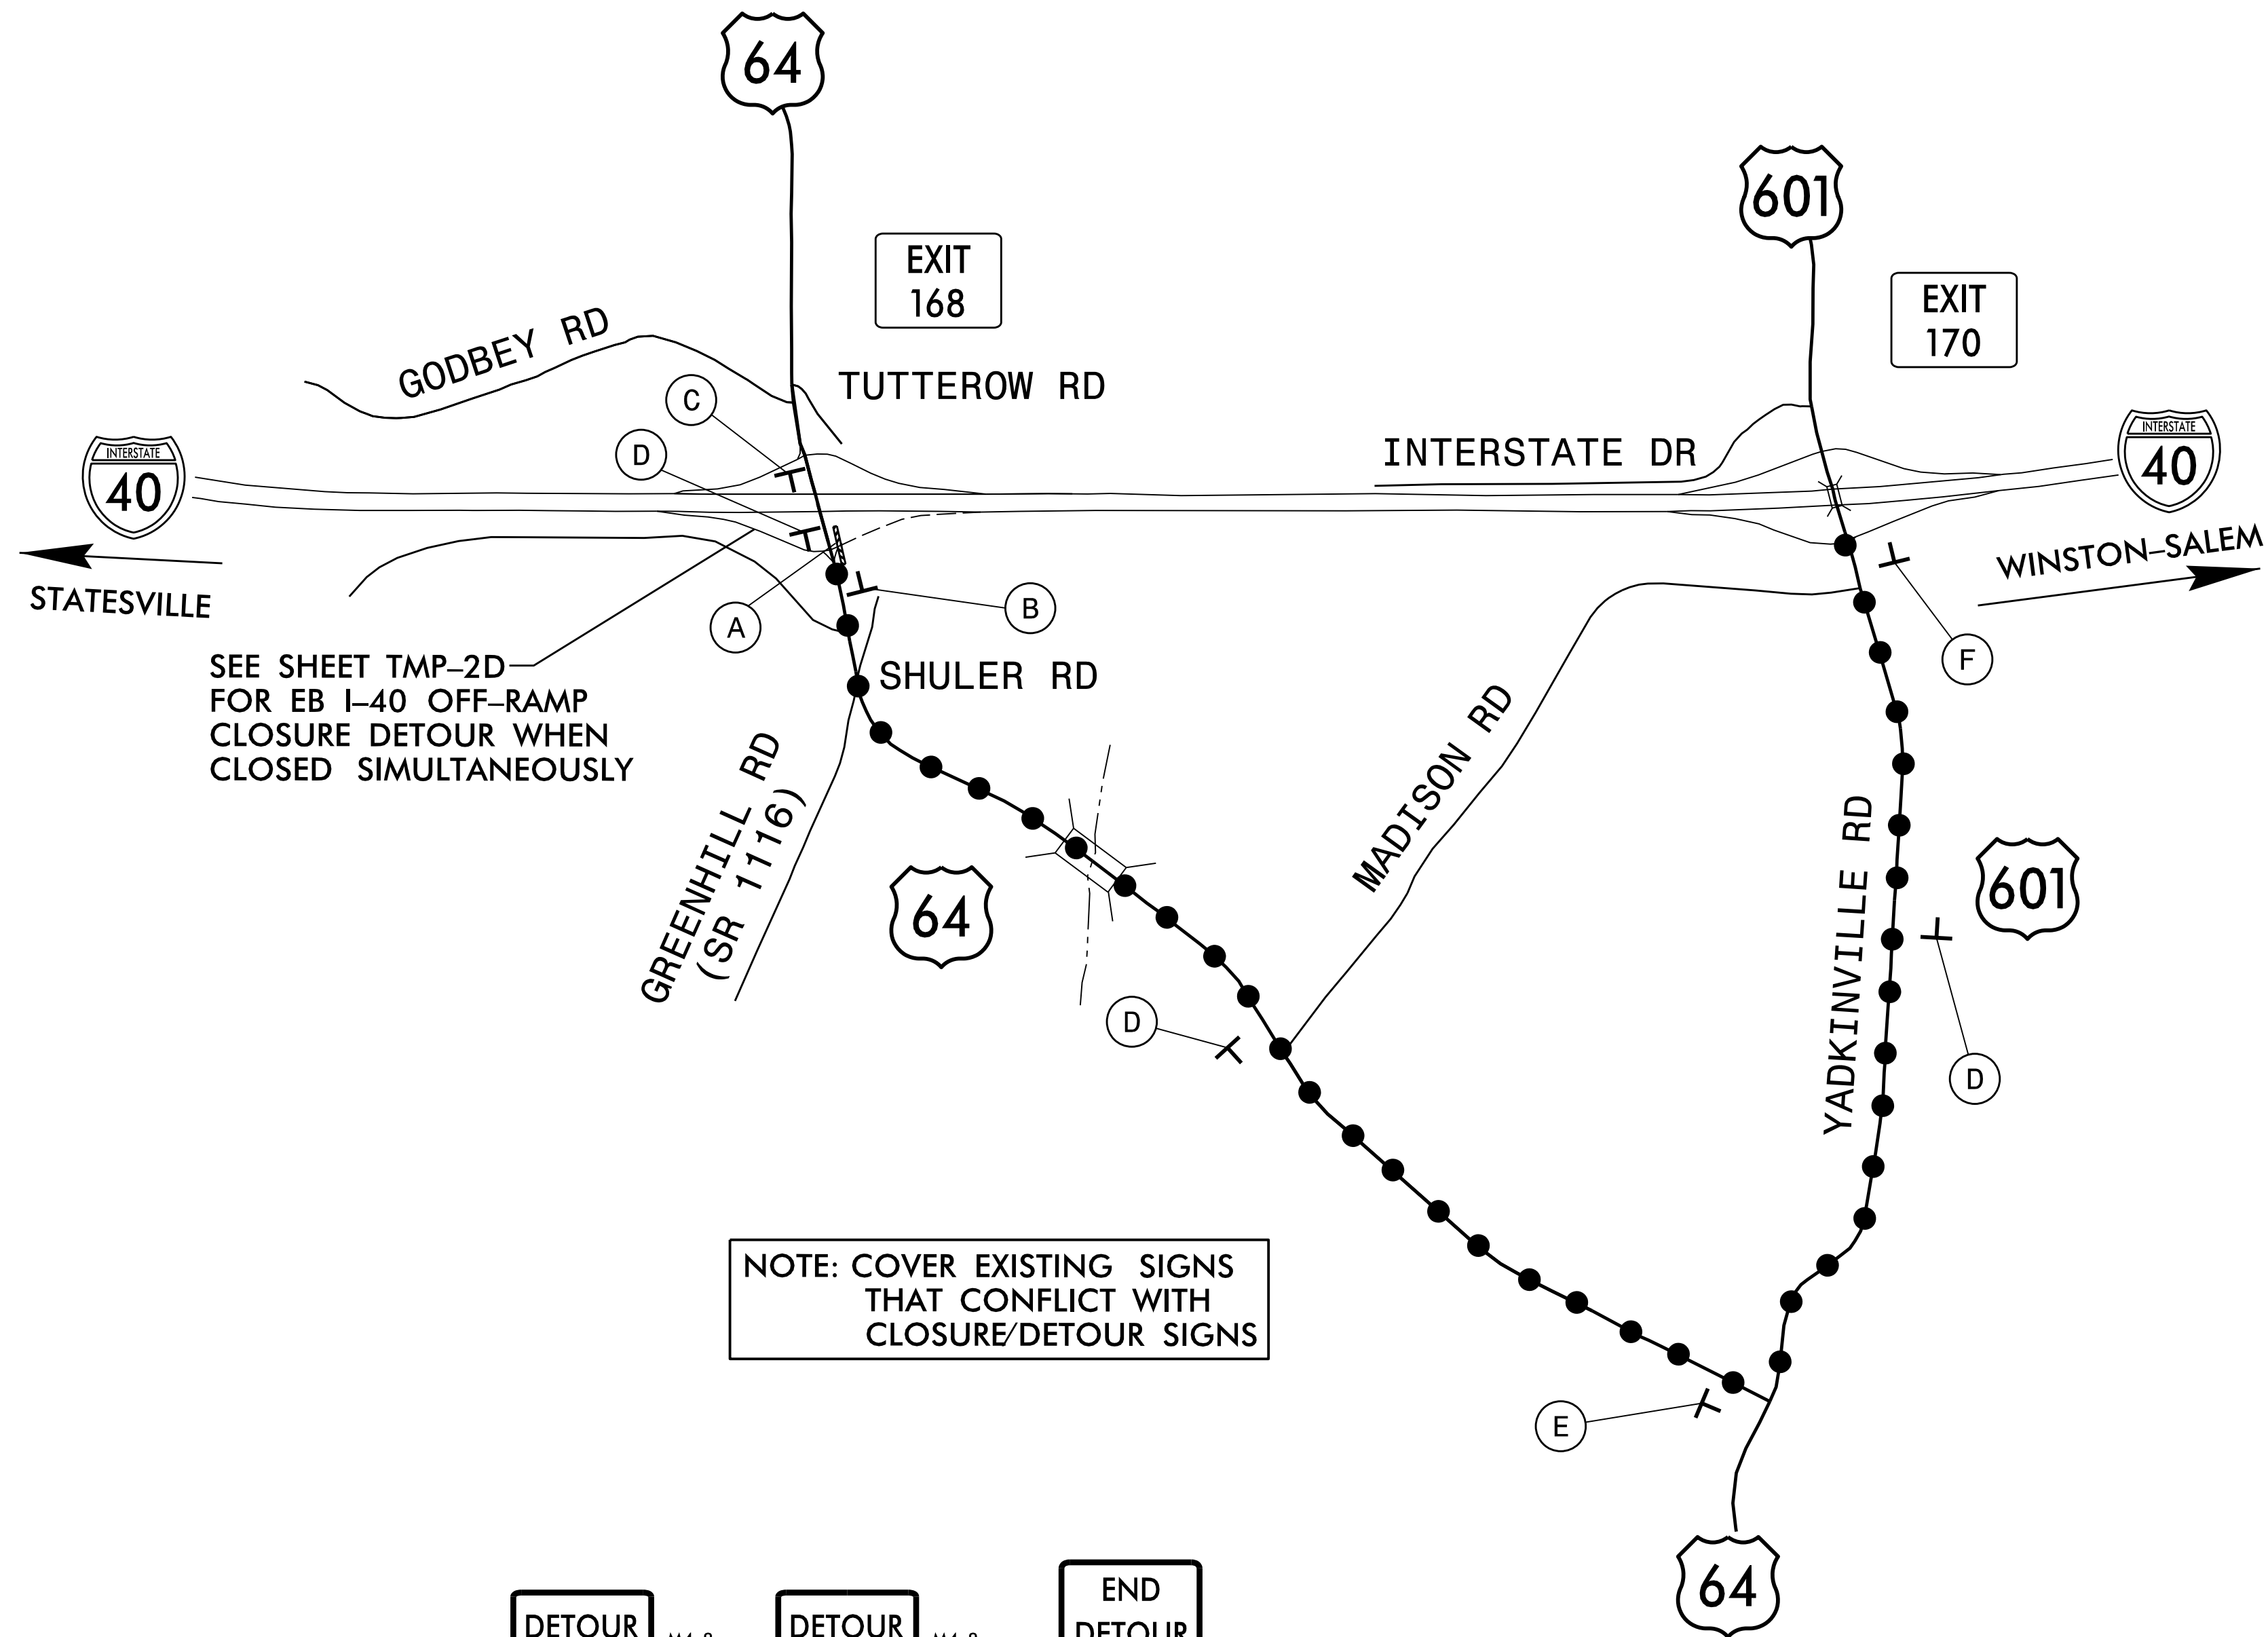 64
601
EXIT
168
EXIT
170
GODBEY RD
TUTTEROW RD
C
D
INTERSTATE DR
INTERSTATE
40
INTERSTATE
40
STATESVILLE
WINSTON-SALEM
A
B
F
SEE SHEET TMP-2D
FOR EB I-40 OFF-RAMP
CLOSURE DETOUR WHEN
CLOSED SIMULTANEOUSLY
SHULER RD
GREENHILL RD
(SR 1116)
MADISON RD
YADKINVILLE RD
64
601
D
D
NOTE: COVER EXISTING SIGNS
THAT CONFLICT WITH
CLOSURE/DETOUR SIGNS
E
64
DETOUR
DETOUR
END
DETOUR